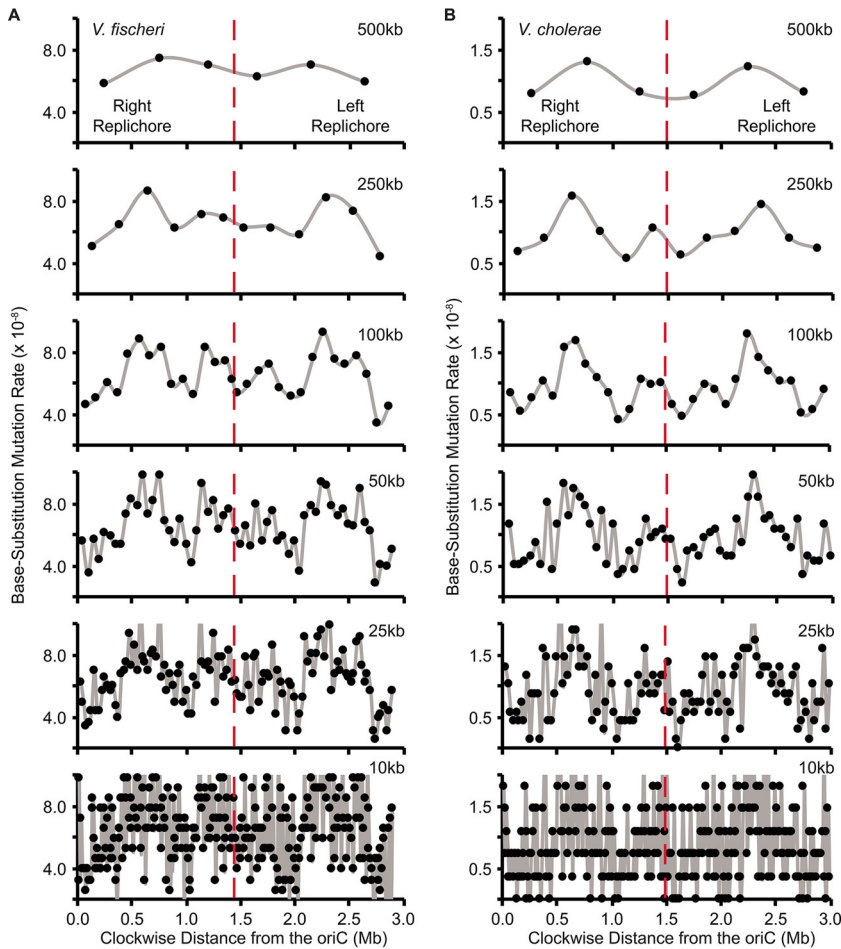 A
B
V. fischeri
500kb
V. cholerae
500kb
8.0
4.0
Right
Replichore
Left
Replichore
1.5
0.5
Right
Replichore
Left
Replichore
250kb
8.0
4.0
250kb
1.5
0.5
100kb
8.0
4.0
100kb
1.5
0.5
50kb
8.0
4.0
50kb
1.5
0.5
25kb
8.0
4.0
25kb
1.5
0.5
10kb
8.0
4.0
10kb
1.5
0.5
Base-Substitution Mutation Rate (x 10-8)
Base-Substitution Mutation Rate (x 10-8)
0.0 0.5 1.0 1.5 2.0 2.5 3.0
0.0 0.5 1.0 1.5 2.0 2.5 3.0
Clockwise Distance from the oriC (Mb)
Clockwise Distance from the oriC (Mb)